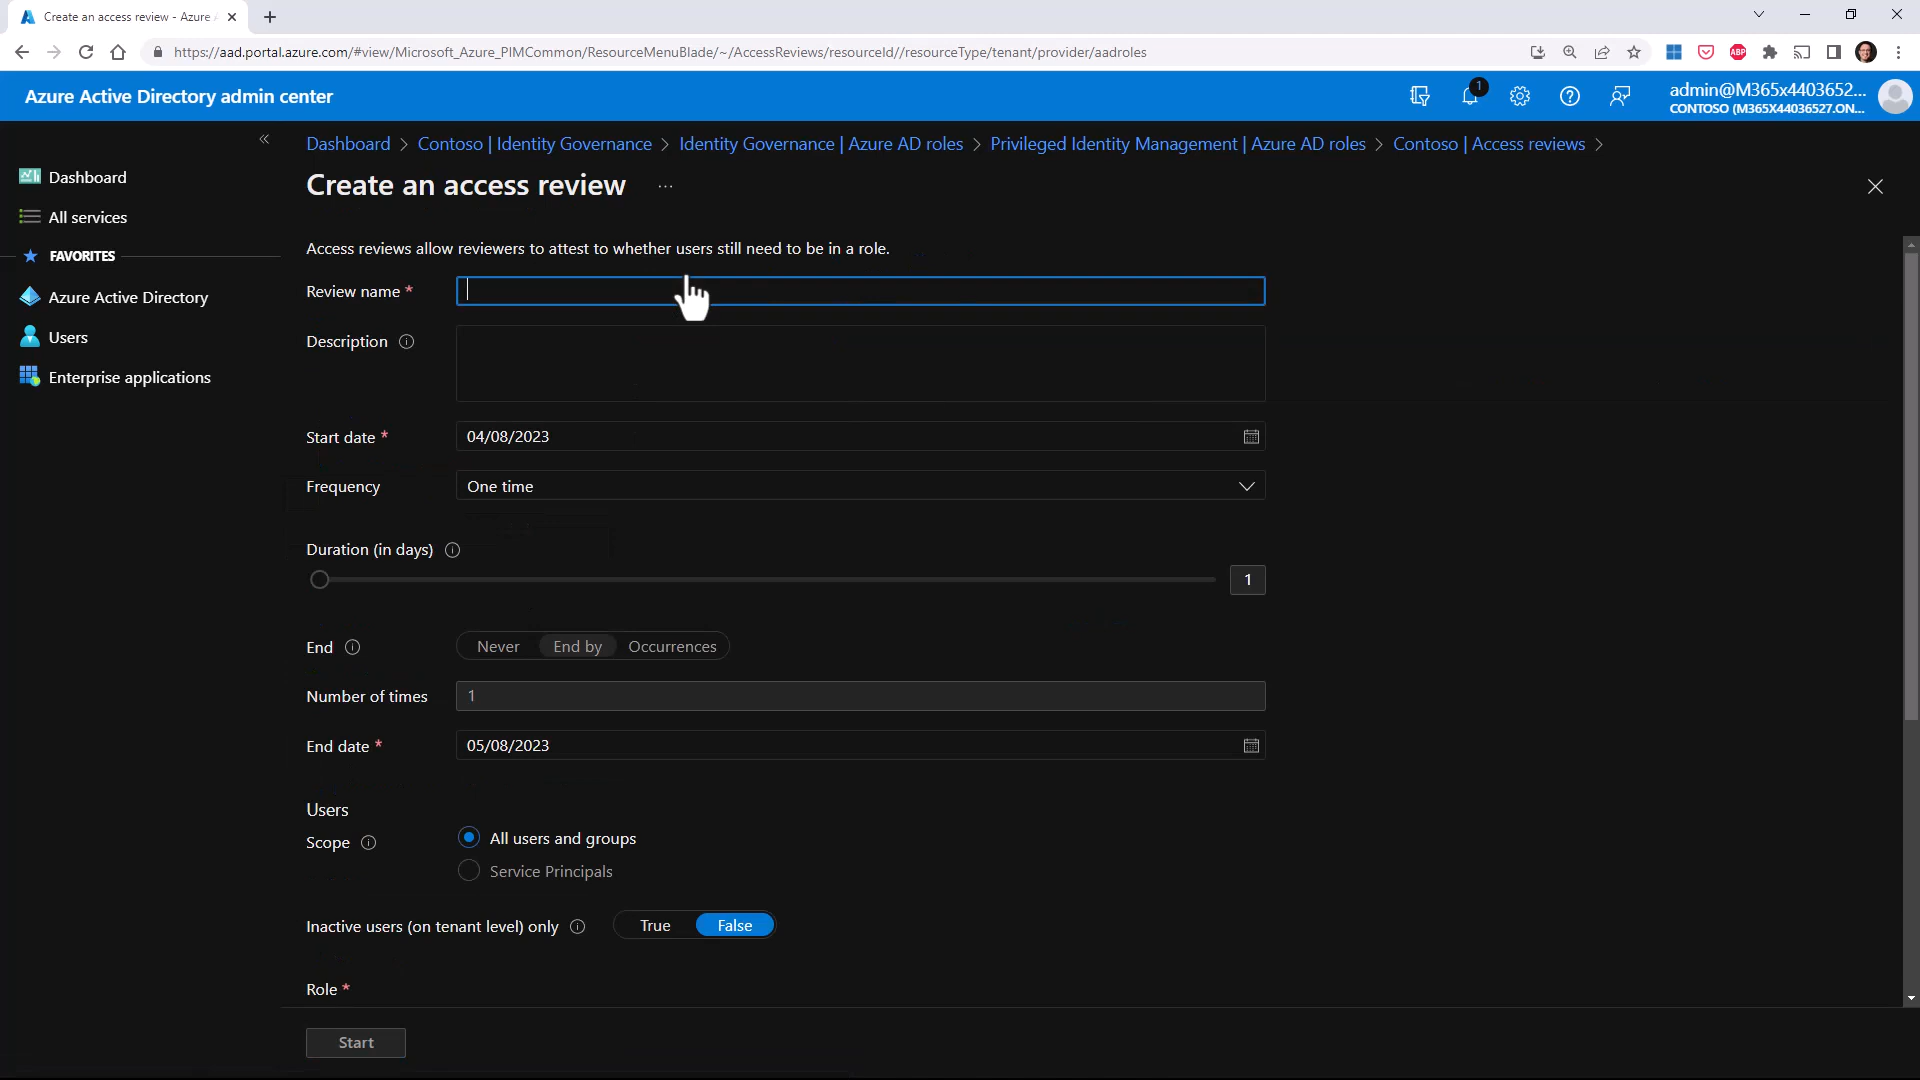 Create an access review - Azure A
https://aad.portal.azure.com/#view/Microsoft_Azure_PIMCommon/ResourceMenuBlade/~/AccessReviews/resourceId//resourceType/tenant/provider/aadroles
ABP
Azure Active Directory admin center
1
admin@M365x4403652...
CONTOSO (M365X44036527.ON...
Dashboard > Contoso | Identity Governance > Identity Governance | Azure AD roles > Privileged Identity Management | Azure AD roles > Contoso | Access reviews >
Dashboard
All services
FAVORITES
Azure Active Directory
Users
Enterprise applications
Create an access review ...
Access reviews allow reviewers to attest to whether users still need to be in a role.
Review name *
Description
Start date * 04/08/2023
Frequency One time
Duration (in days)
1
End Never End by Occurrences
Number of times 1
End date * 05/08/2023
Users
Scope All users and groups
Service Principals
Inactive users (on tenant level) only True False
Role *
Start